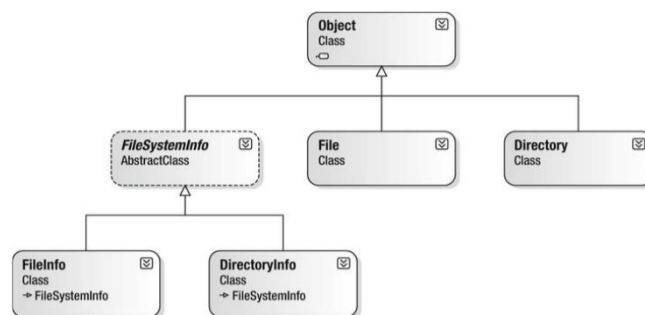 Object
Class
FileSystemInfo
AbstractClass
File
Class
Directory
Class
FileInfo
Class
FileSystemInfo
DirectoryInfo
Class
FileSystemInfo